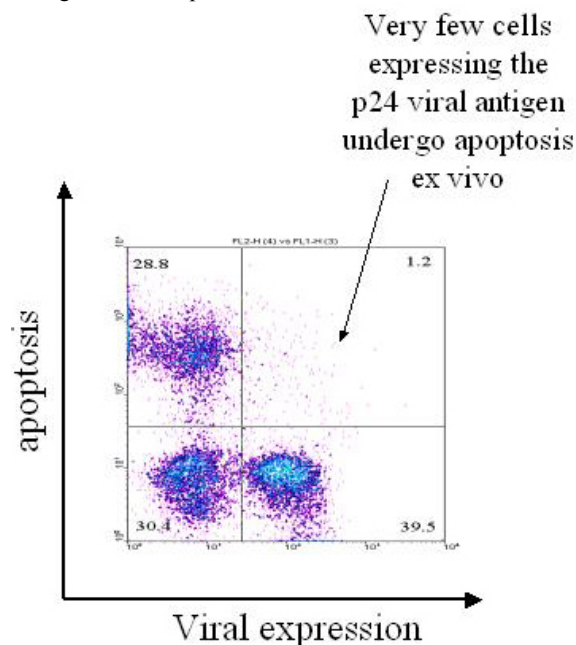 Very few cells
expressing the
p24 viral antigen
undergo apoptosis
ex vivo
FL2-H (4) vs FL1-H (3)
28.8
1.2
30.4
39.5
apoptosis
Viral expression